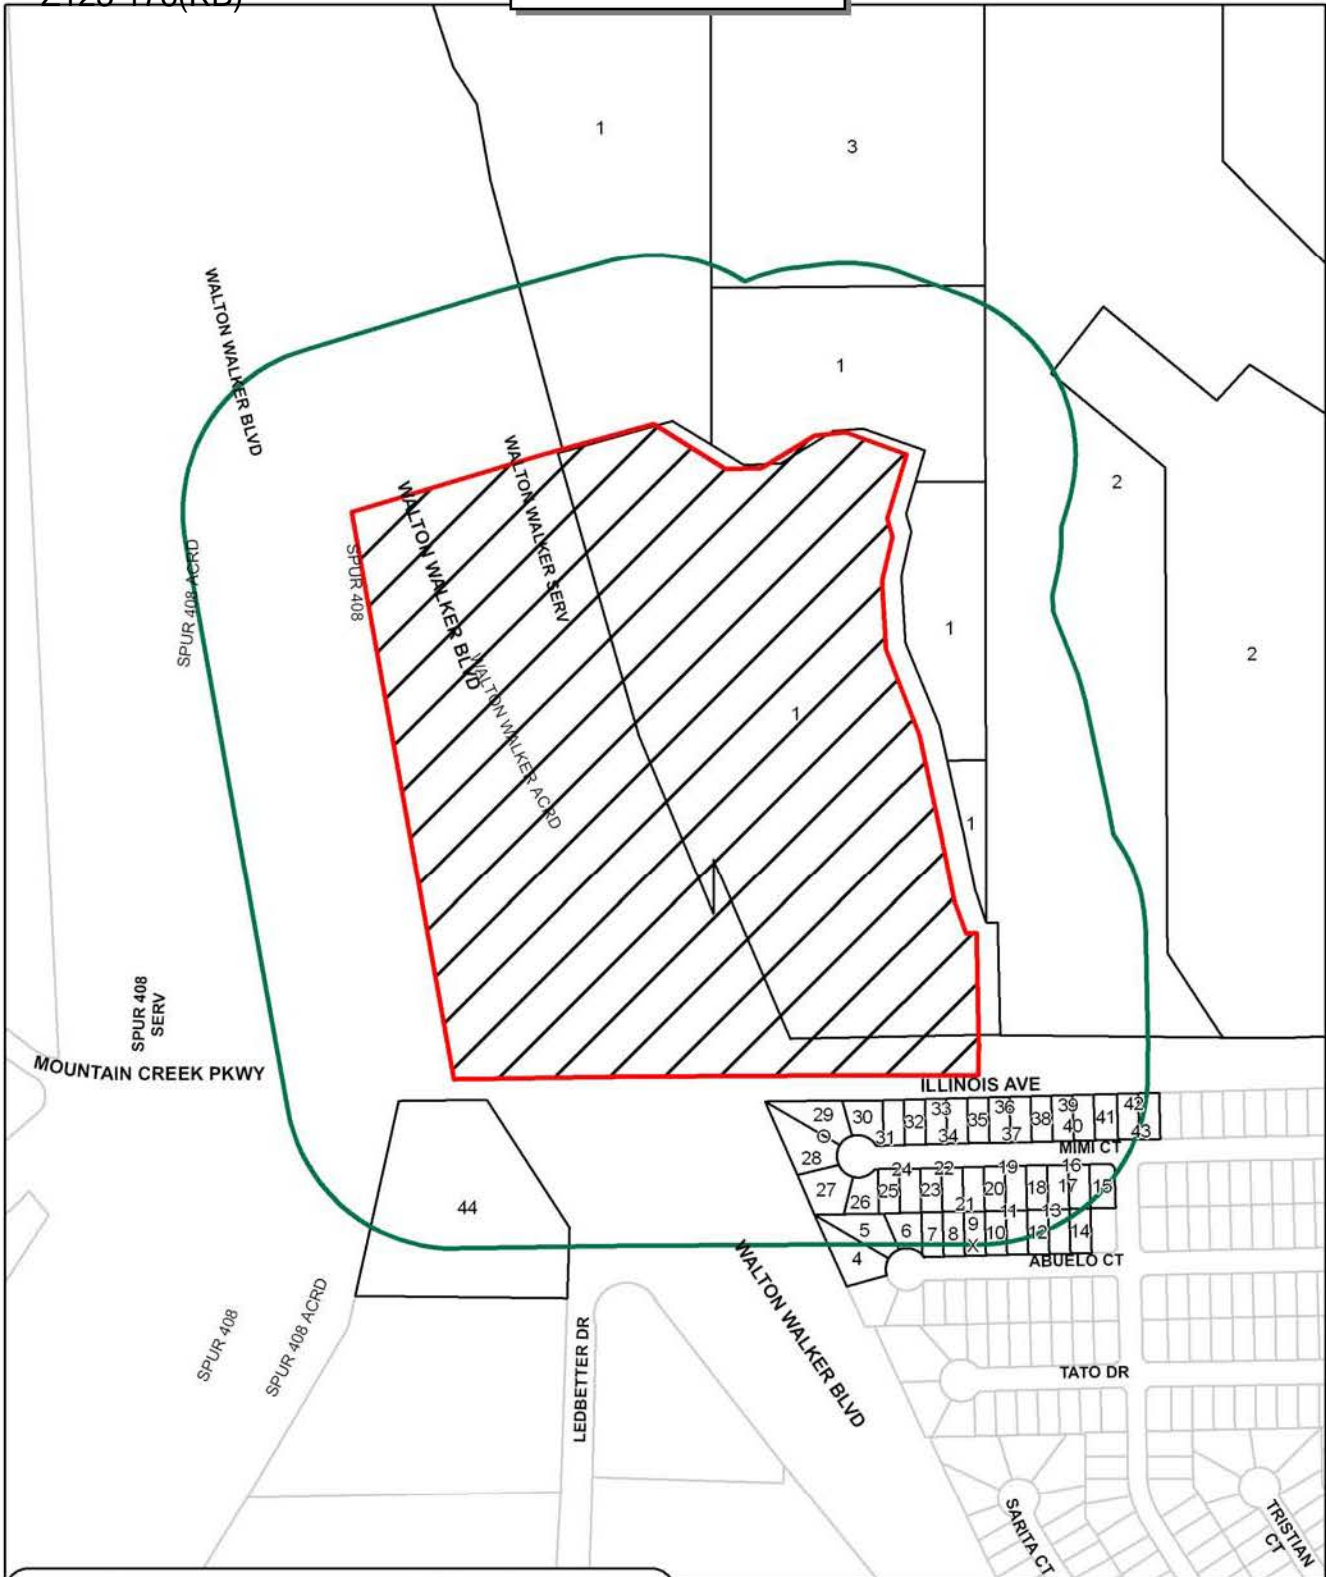 1
3
WALTON WALKER BLVD
1
WALTON WALKER SERV
WALTON WALKER BLVD
2
SPUR 408 ACRD
SPUR 408
1
2
WALTON WALKER ACRD
1
1
SPUR 408
SERV
MOUNTAIN CREEK PKWY
ILLINOIS AVE
29
30
31
32
33
34
35
36
37
38
39
40
41
42
43
MIMI CT
28
27
26
25
24
23
22
21
20
19
18
17
16
15
44
5
6
7
8
9
X
10
11
12
13
14
4
ABUELO CT
WALTON WALKER BLVD
SPUR 408
SPUR 408 ACRD
LEDBETTER DR
TATO DR
SARITA CT
TRISTIAN
CT